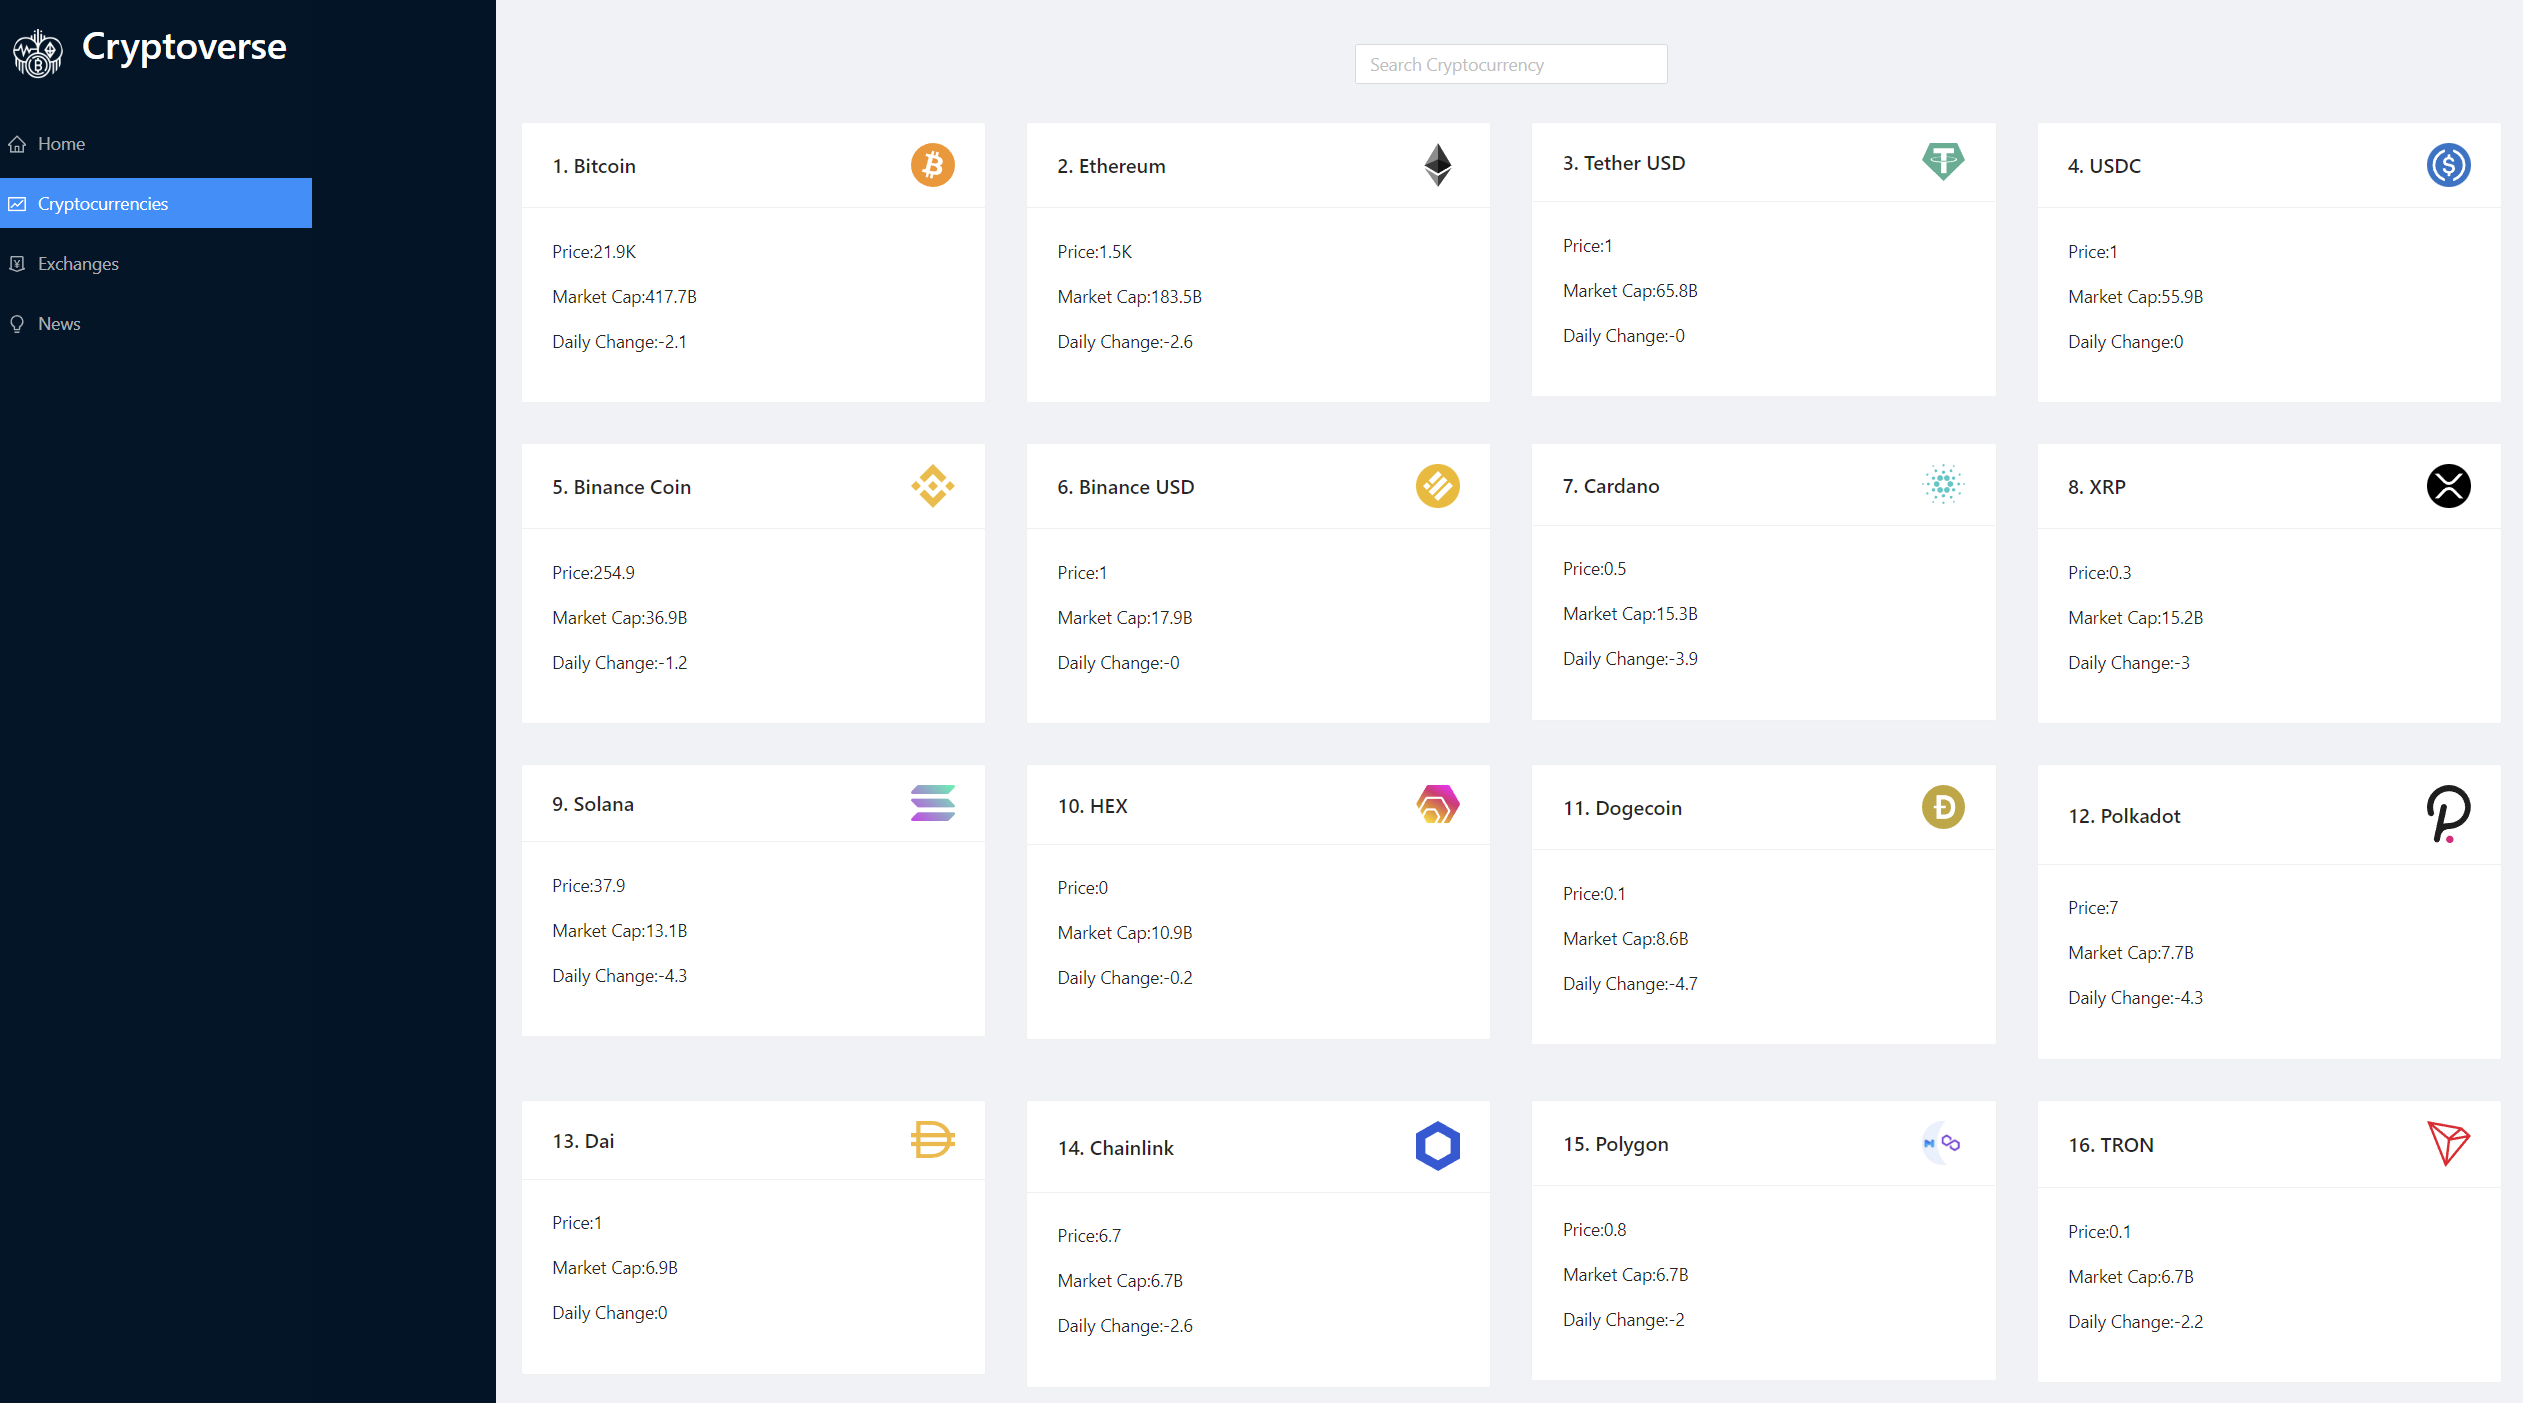 Cryptoverse
Home
Cryptocurrencies
Exchanges
News
Search Cryptocurrency
1. Bitcoin
Price:21.9K
Market Cap:417.7B
Daily Change:-2.1
2. Ethereum
Price:1.5K
Market Cap:183.5B
Daily Change:-2.6
3. Tether USD
Price:1
Market Cap:65.8B
Daily Change:-0
4. USDC
Price:1
Market Cap:55.9B
Daily Change:0
5. Binance Coin
Price:254.9
Market Cap:36.9B
Daily Change:-1.2
6. Binance USD
Price:1
Market Cap:17.9B
Daily Change:-0
7. Cardano
Price:0.5
Market Cap:15.3B
Daily Change:-3.9
8. XRP
Price:0.3
Market Cap:15.2B
Daily Change:-3
9. Solana
Price:37.9
Market Cap:13.1B
Daily Change:-4.3
10. HEX
Price:0
Market Cap:10.9B
Daily Change:-0.2
11. Dogecoin
Price:0.1
Market Cap:8.6B
Daily Change:-4.7
12. Polkadot
Price:7
Market Cap:7.7B
Daily Change:-4.3
13. Dai
Price:1
Market Cap:6.9B
Daily Change:0
14. Chainlink
Price:6.7
Market Cap:6.7B
Daily Change:-2.6
15. Polygon
Price:0.8
Market Cap:6.7B
Daily Change:-2
16. TRON
Price:0.1
Market Cap:6.7B
Daily Change:-2.2